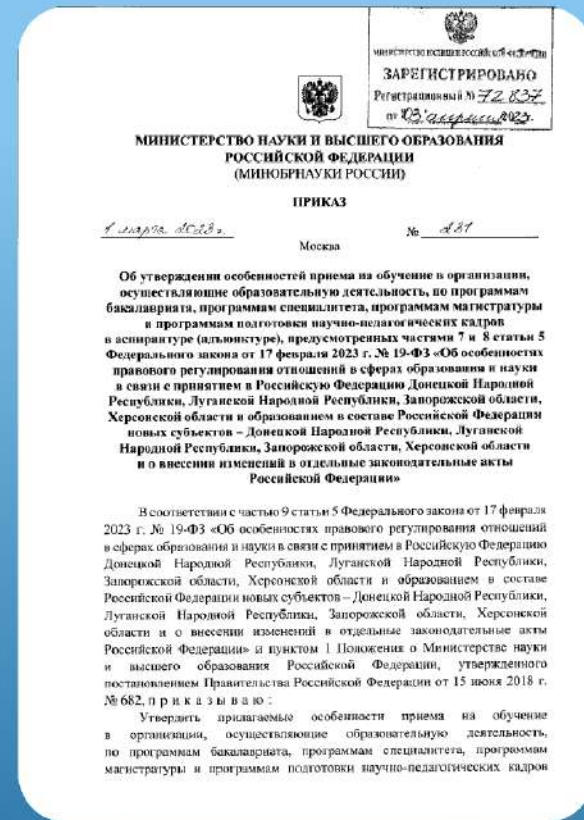 МИНИСТЕРСТВО ЮСТИЦИИ РОССИЙСКОЙ ФЕДЕРАЦИИ
ЗАРЕГИСТРИРОВАНО
Регистрационный № 72837
от 03 апреля 2023.
МИНИСТЕРСТВО НАУКИ И ВЫСШЕГО ОБРАЗОВАНИЯ
РОССИЙСКОЙ ФЕДЕРАЦИИ
(МИНОБРНАУКИ РОССИИ)
ПРИКАЗ
1 марта 2023 г. № 231
Москва
Об утверждении особенностей приема на обучение в организации,
осуществляющие образовательную деятельность, по программам
бакалавриата, программам специалитета, программам магистратуры
и программам подготовки научно-педагогических кадров
в аспирантуре (адъюнктуре), предусмотренных частями 7 и 8 статьи 5
Федерального закона от 17 февраля 2023 г. № 19-ФЗ «Об особенностях
правового регулирования отношений в сферах образования и науки
в связи с принятием в Российскую Федерацию Донецкой Народной
Республики, Луганской Народной Республики, Запорожской области,
Херсонской области и образованием в составе Российской Федерации
новых субъектов – Донецкой Народной Республики, Луганской
Народной Республики, Запорожской области, Херсонской области
и о внесении изменений в отдельные законодательные акты
Российской Федерации»
В соответствии с частью 9 статьи 5 Федерального закона от 17 февраля
2023 г. № 19-ФЗ «Об особенностях правового регулирования отношений
в сферах образования и науки в связи с принятием в Российскую Федерацию
Донецкой Народной Республики, Луганской Народной Республики,
Запорожской области, Херсонской области и образованием в составе
Российской Федерации новых субъектов – Донецкой Народной Республики,
Луганской Народной Республики, Запорожской области, Херсонской
области и о внесении изменений в отдельные законодательные акты
Российской Федерации» и пунктом 1 Положения о Министерстве науки
и высшего образования Российской Федерации, утвержденного
постановлением Правительства Российской Федерации от 15 июня 2018 г.
№ 682, п р и к а з ы в а ю :
Утвердить прилагаемые особенности приема на обучение
в организации, осуществляющие образовательную деятельность,
по программам бакалавриата, программам специалитета, программам
магистратуры и программам подготовки научно-педагогических кадров